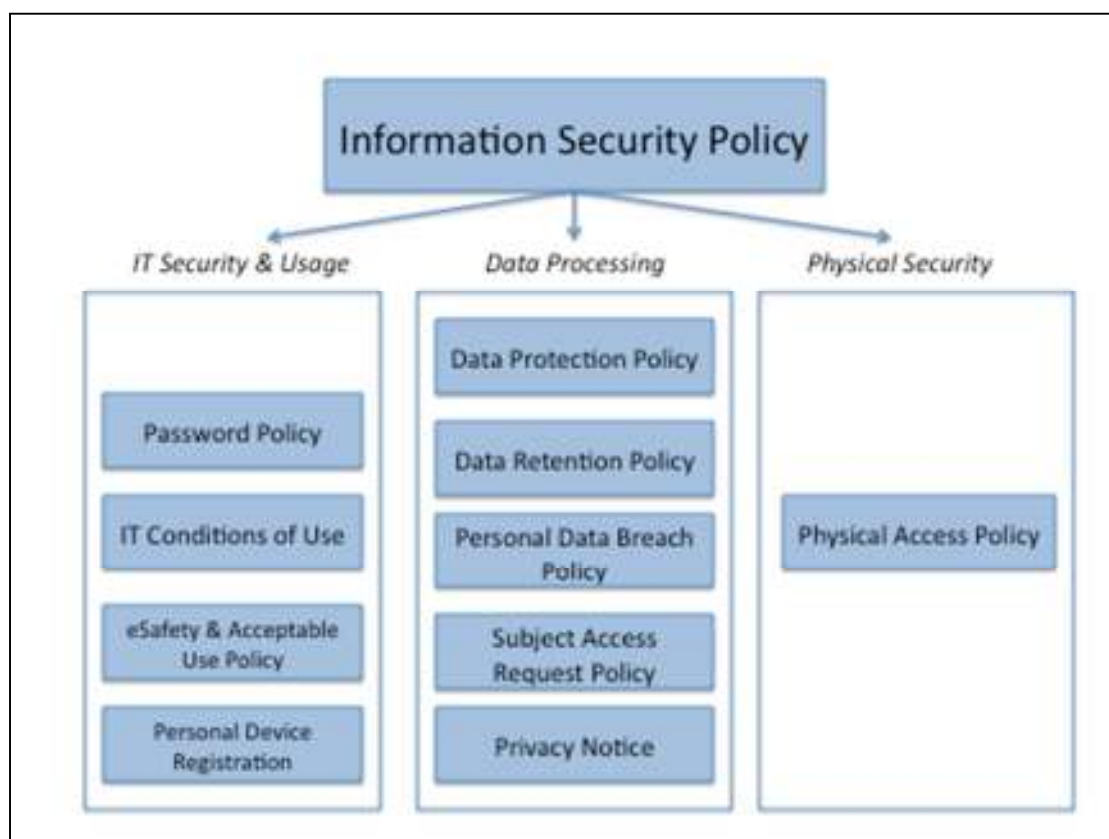 Information Security Policy
IT Security & Usage
Password Policy
IT Conditions of Use
eSafety & Acceptable
Use Policy
Personal Device
Registration
Data Processing
Data Protection Policy
Data Retention Policy
Personal Data Breach
Policy
Subject Access
Request Policy
Privacy Notice
Physical Security
Physical Access Policy